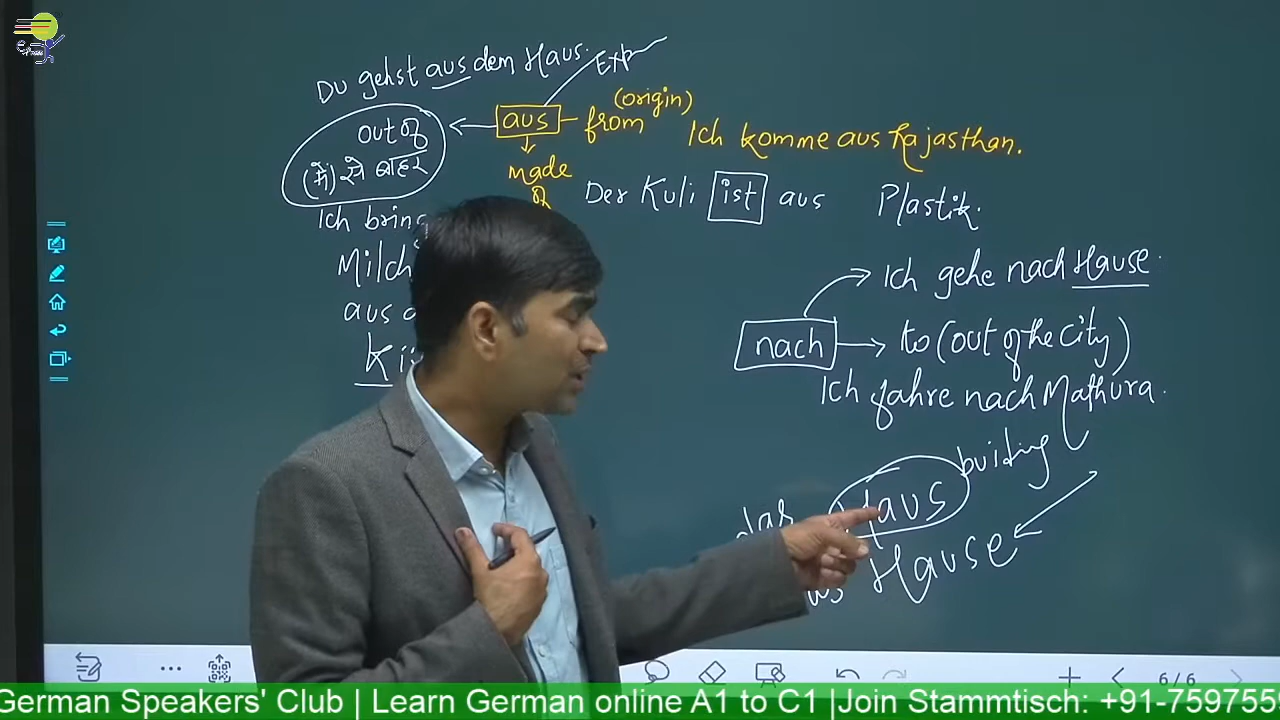 Du gehst aus dem Haus. Exp
(origin)
out of ← aus – from Ich komme aus Rajasthan.
(में) से बाहर
made
of Der Kuli ist aus Plastik.
Ich bring
Milch
aus
Ich gehe nach Hause.
nach → to (out of the City)
Ich fahre nach Mathura.
das Haus buiding
Hause
6/6
German Speakers' Club | Learn German online A1 to C1 |Join Stammtisch: +91-759755